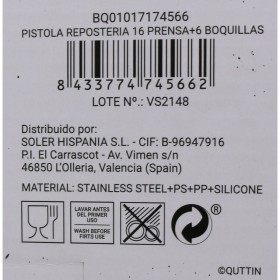 BQ01017174566
PISTOLA REPOSTERIA 16 PRENSA+6 BOQUILLAS
8 433774 745662
LOTE Nº.: VS2148
Distribuido por:
SOLER HISPANIA S.L. - CIF: B-96947916
P.I. El Carrascot - Av. Vimen s/n
46850 L'Olleria, Valencia (Spain)
MATERIAL: STAINLESS STEEL+PS+PP+SILICONE
LAVAR ANTES
DEL PRIMER
USO
WASH BEFORE
FIRTS USE
©QUTTIN